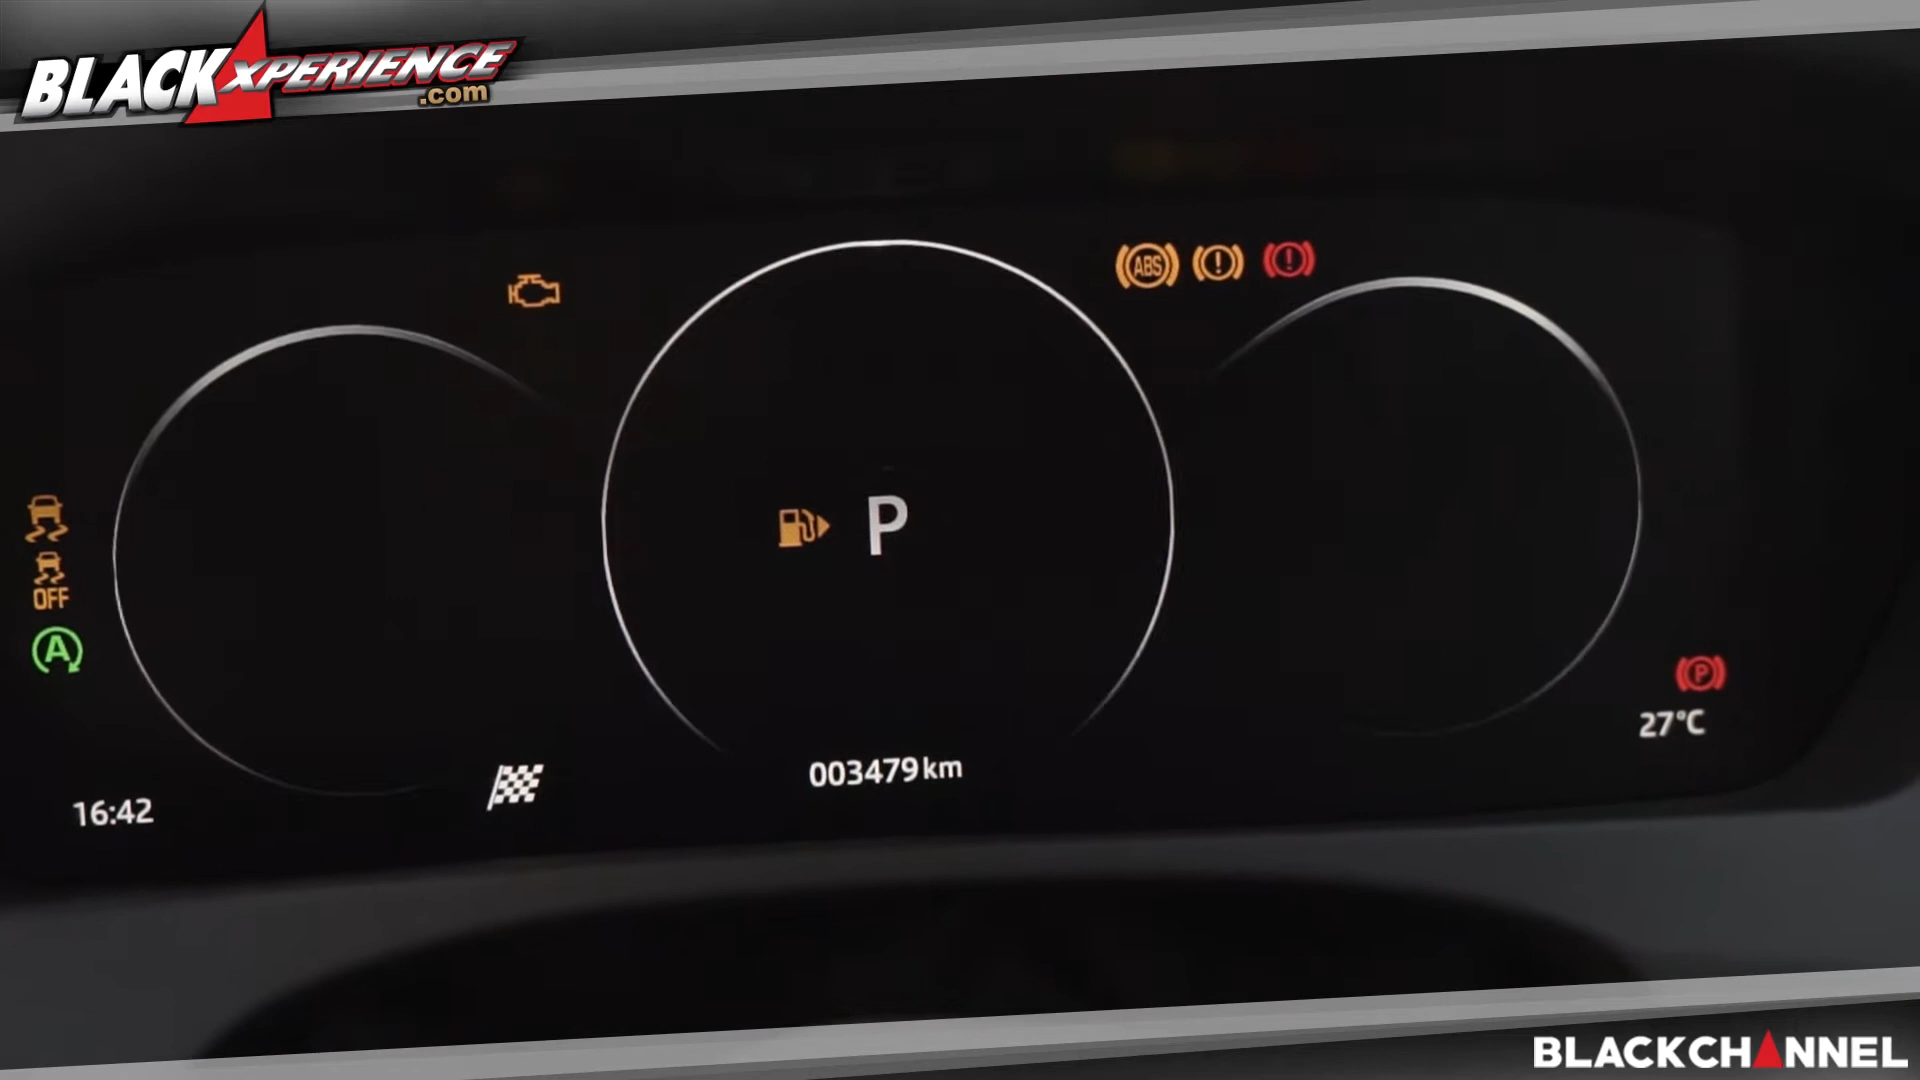 BLACKXPERIENCE
.com
ABS
P
OFF
A
P
27°C
003479 km
16:42
BLACKCHANNEL